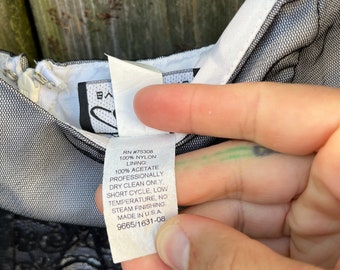 RN #75308
100% NYLON
LINING:
100% ACETATE
PROFESSIONALLY
DRY CLEAN ONLY,
SHORT CYCLE, LOW
TEMPERATURE, NO
STEAM FINISHING.
MADE IN U.S.A.
9665/1631-08